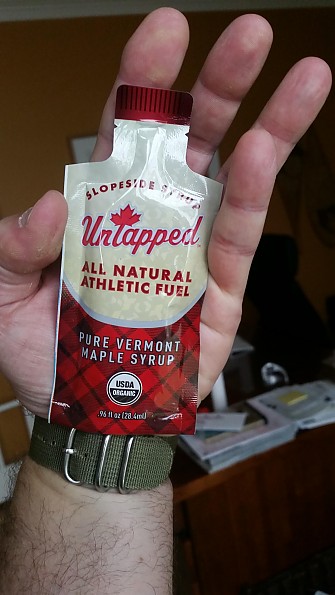 SLOPESIDE SYRUP
UnTapped
ALL NATURAL
ATHLETIC FUEL
PURE VERMONT
MAPLE SYRUP
USDA
ORGANIC
.96 fl oz (28.4ml)